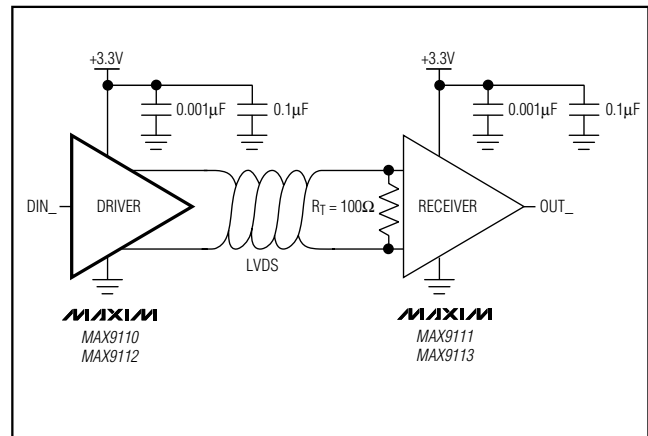 +3.3V
0.001µF
0.1µF
+3.3V
0.001µF
0.1µF
DIN_
DRIVER
LVDS
RT = 100Ω
RECEIVER
OUT_
MAXIM
MAX9110
MAX9112
MAXIM
MAX9111
MAX9113